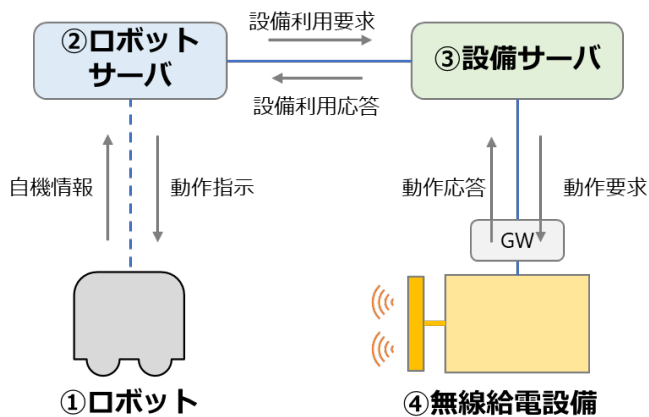 ②ロボット
サーバ
設備利用要求
設備利用応答
③設備サーバ
自機情報
動作指示
動作応答
動作要求
GW
①ロボット
④無線給電設備